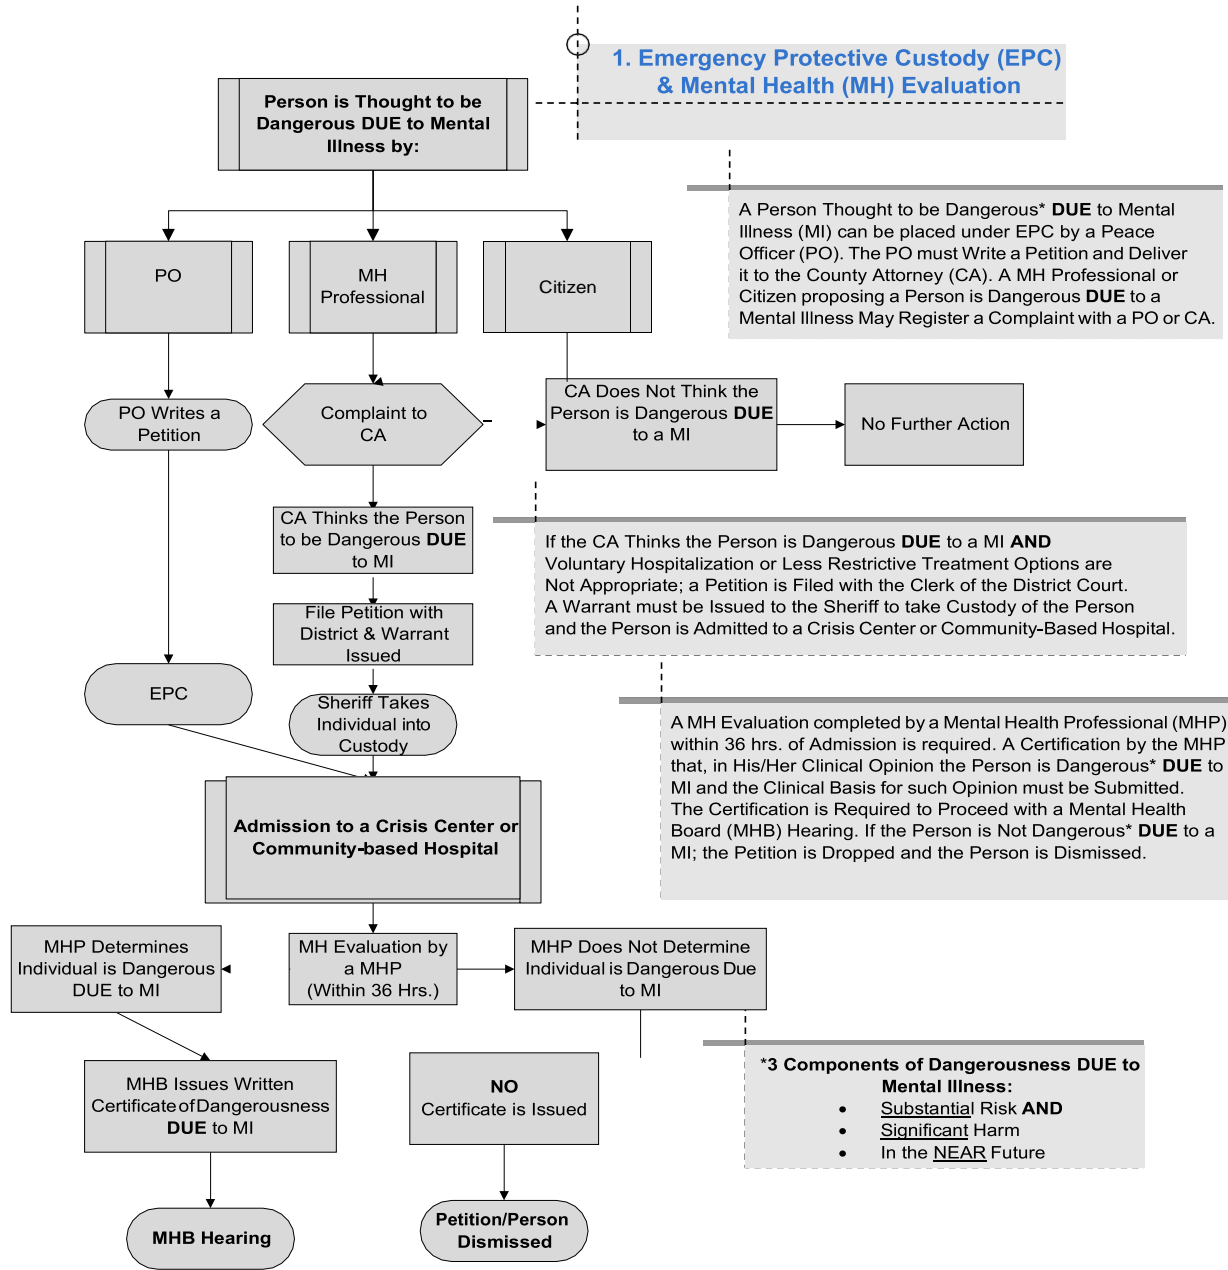 1. Emergency Protective Custody (EPC)
& Mental Health (MH) Evaluation
Person is Thought to be
Dangerous DUE to Mental
Illness by:
A Person Thought to be Dangerous* DUE to Mental
Illness (MI) can be placed under EPC by a Peace
Officer (PO). The PO must Write a Petition and Deliver
it to the County Attorney (CA). A MH Professional or
Citizen proposing a Person is Dangerous DUE to a
Mental Illness May Register a Complaint with a PO or CA.
PO
MH
Professional
Citizen
PO Writes a
Petition
Complaint to
CA
CA Does Not Think the
Person is Dangerous DUE
to a MI
No Further Action
CA Thinks the Person
to be Dangerous DUE
to MI
If the CA Thinks the Person is Dangerous DUE to a MI AND
Voluntary Hospitalization or Less Restrictive Treatment Options are
Not Appropriate; a Petition is Filed with the Clerk of the District Court.
A Warrant must be Issued to the Sheriff to take Custody of the Person
and the Person is Admitted to a Crisis Center or Community-Based Hospital.
File Petition with
District & Warrant
Issued
EPC
Sheriff Takes
Individual into
Custody
A MH Evaluation completed by a Mental Health Professional (MHP)
within 36 hrs. of Admission is required. A Certification by the MHP
that, in His/Her Clinical Opinion the Person is Dangerous* DUE to
MI and the Clinical Basis for such Opinion must be Submitted.
The Certification is Required to Proceed with a Mental Health
Board (MHB) Hearing. If the Person is Not Dangerous* DUE to a
MI; the Petition is Dropped and the Person is Dismissed.
Admission to a Crisis Center or
Community-based Hospital
MHP Determines
Individual is Dangerous
DUE to MI
MH Evaluation by
a MHP
(Within 36 Hrs.)
MHP Does Not Determine
Individual is Dangerous Due
to MI
*3 Components of Dangerousness DUE to
Mental Illness:
• Substantial Risk AND
• Significant Harm
• In the NEAR Future
MHB Issues Written
Certificate of Dangerousness
DUE to MI
NO
Certificate is Issued
MHB Hearing
Petition/Person
Dismissed